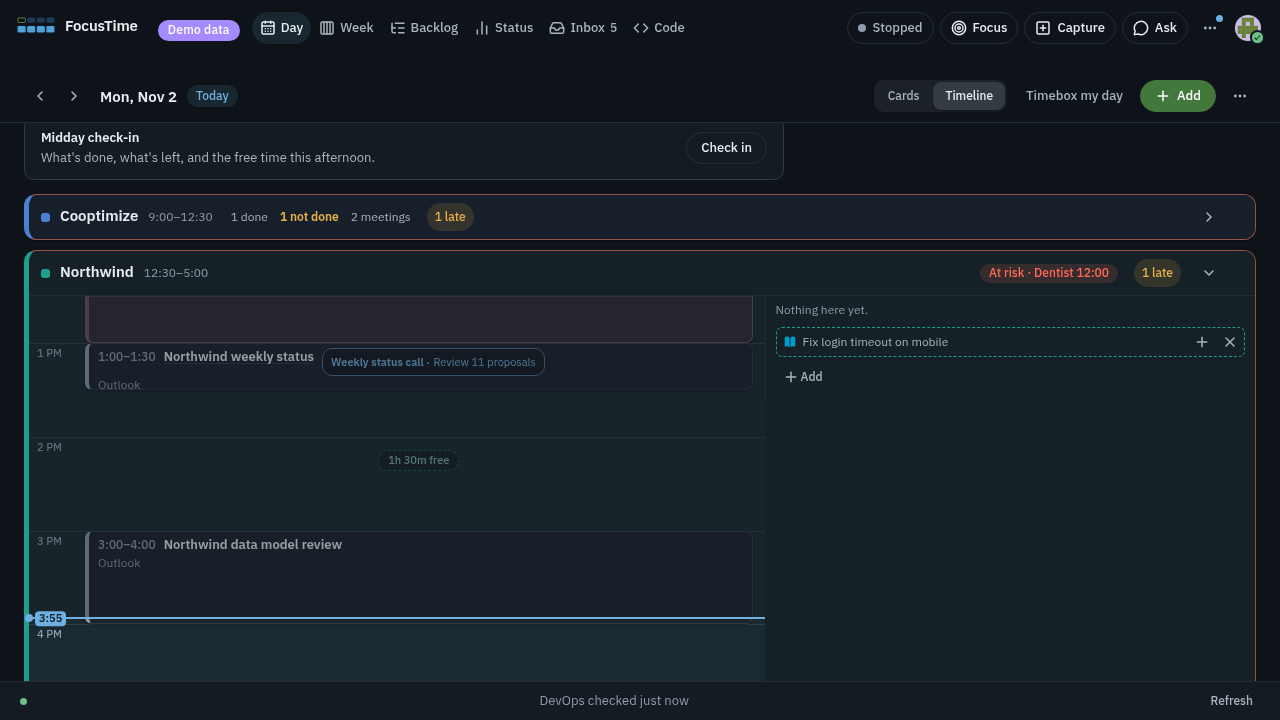 FocusTime
Demo data
Day
Week
Backlog
Status
Inbox 5
Code
Stopped
Focus
Capture
Ask
Mon, Nov 2
Today
Cards
Timeline
Timebox my day
Add
Midday check-in
What's done, what's left, and the free time this afternoon.
Check in
Cooptimize 9:00–12:30 1 done 1 not done 2 meetings 1 late
Northwind 12:30–5:00 At risk · Dentist 12:00 1 late
Nothing here yet.
Fix login timeout on mobile
Add
1 PM
1:00–1:30 Northwind weekly status Weekly status call · Review 11 proposals
Outlook
2 PM
1h 30m free
3 PM
3:00–4:00 Northwind data model review
Outlook
3:55
4 PM
DevOps checked just now
Refresh